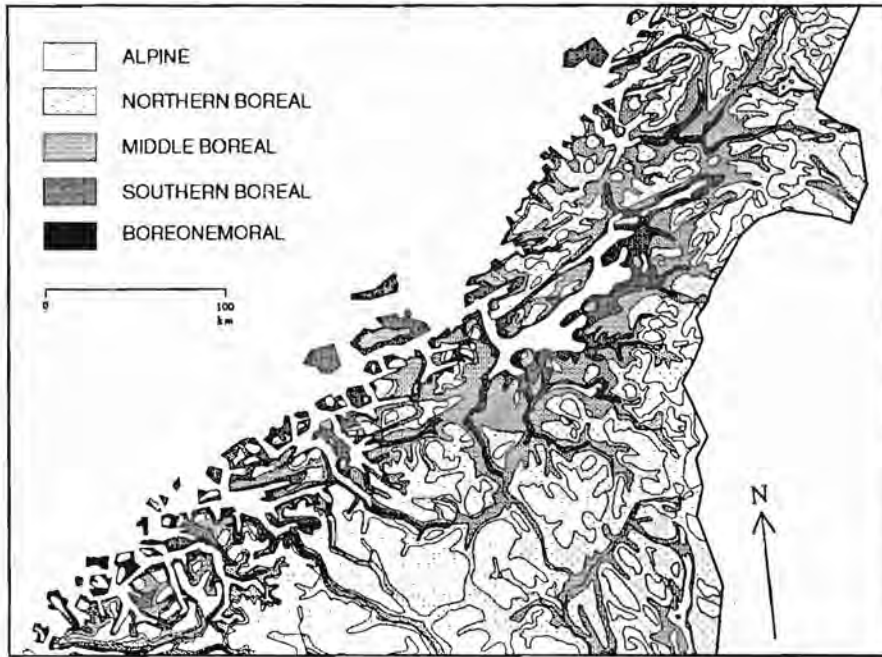 ALPINE
NORTHERN BOREAL
MIDDLE BOREAL
SOUTHERN BOREAL
BOREONEMORAL
0 100
km
N